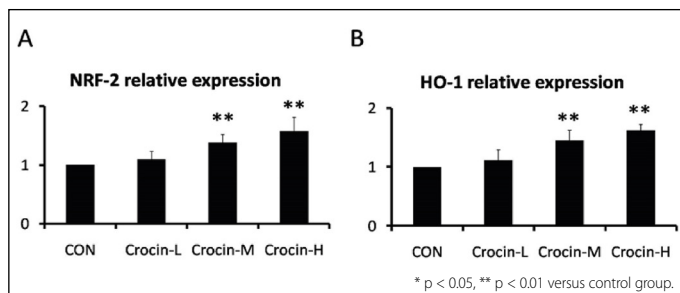 A
NRF-2 relative expression
2
1
0
**
**
CON Crocin-L Crocin-M Crocin-H
B
HO-1 relative expression
2
1
0
**
**
CON Crocin-L Crocin-M Crocin-H
* p < 0.05, ** p < 0.01 versus control group.